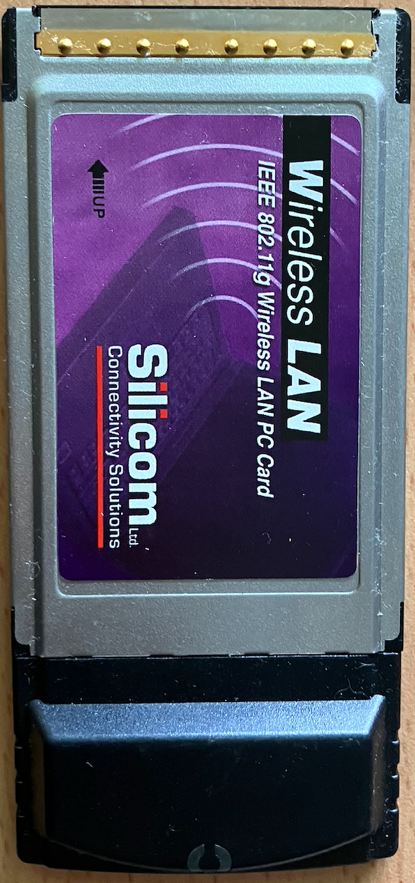 Wireless LAN
IEEE 802.11g Wireless LAN PC Card
Silicom Ltd.
Connectivity Solutions
UP